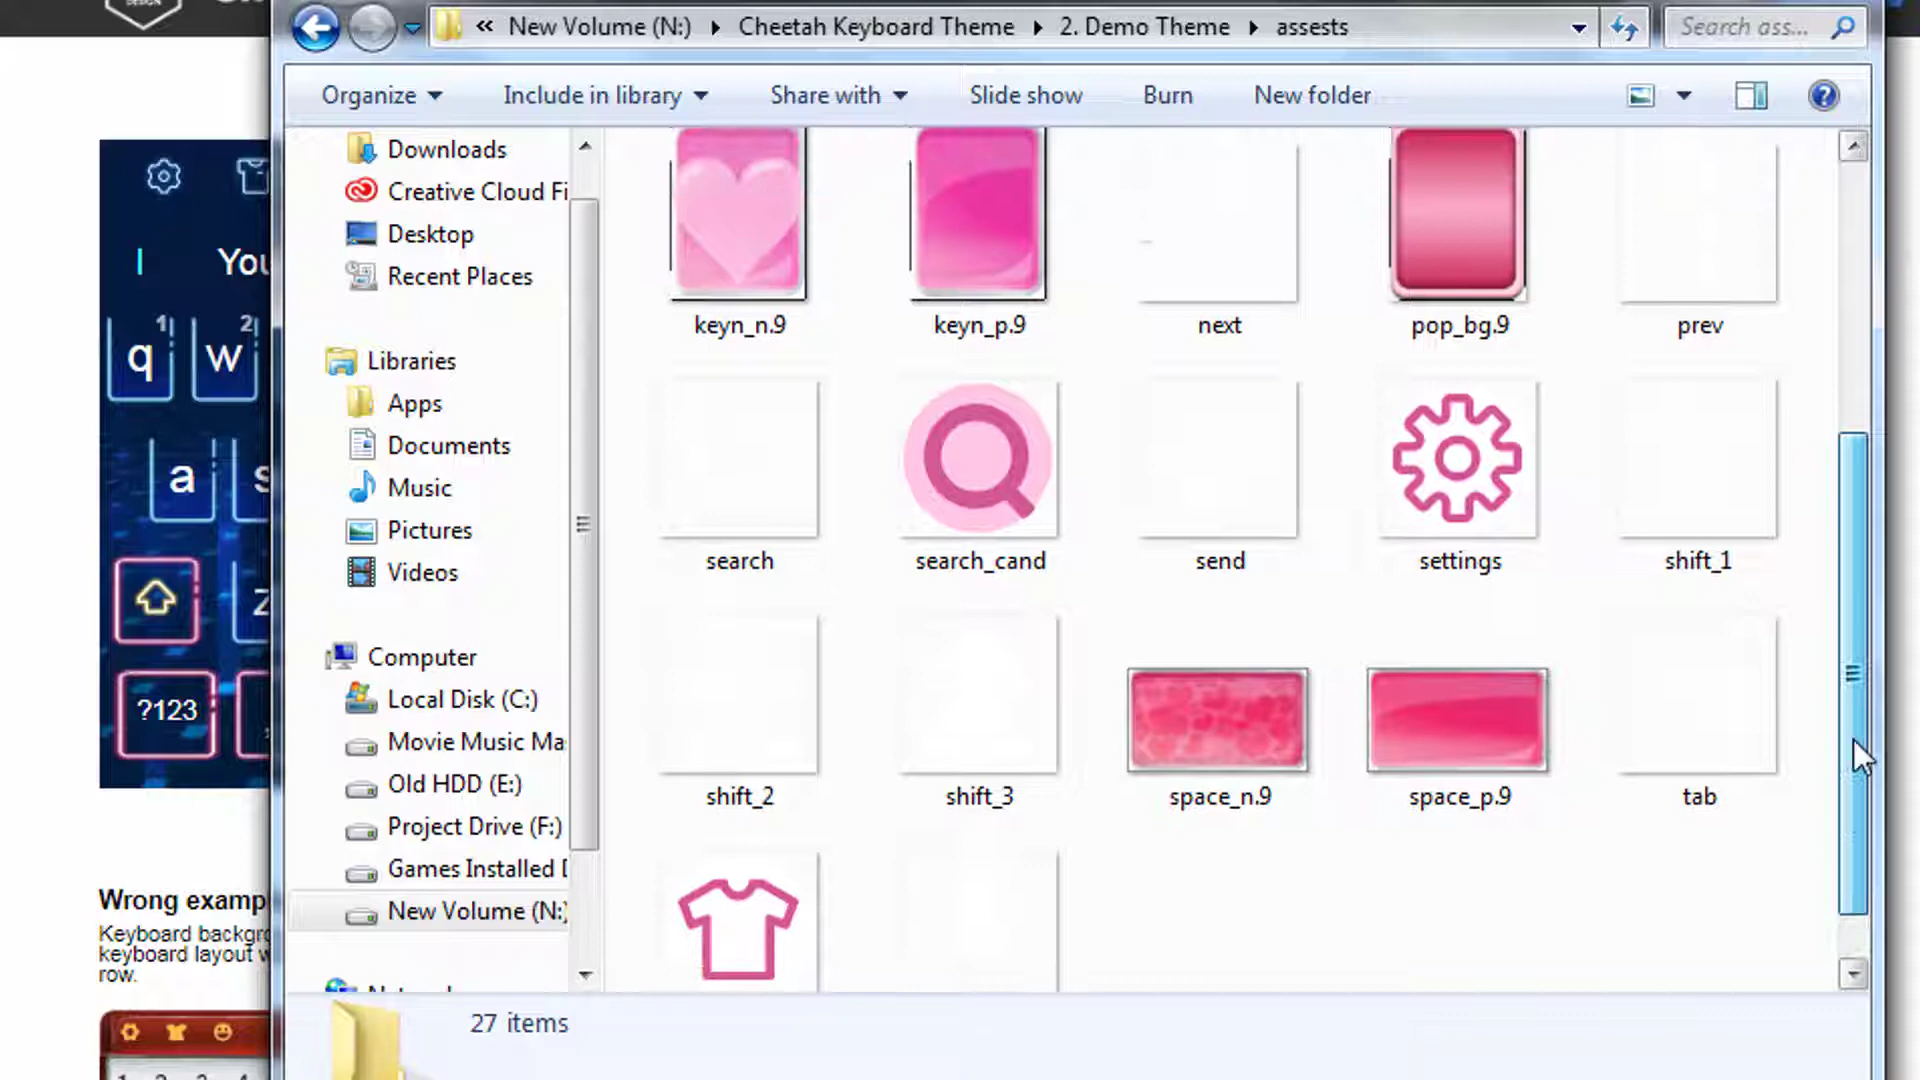 « New Volume (N:) Cheetah Keyboard Theme 2. Demo Theme assests
Search ass...
Organize Include in library Share with Slide show Burn New folder
Downloads
Creative Cloud Fi
Desktop
Recent Places
Libraries
Apps
Documents
Music
Pictures
Videos
Computer
Local Disk (C:)
Movie Music Ma
Old HDD (E:)
Project Drive (F:)
Games Installed
New Volume (N:)
keyn_n.9 keyn_p.9 next pop_bg.9 prev
search search_cand send settings shift_1
shift_2 shift_3 space_n.9 space_p.9 tab
27 items
I You
q 1 w 2
a s
z
?123
Wrong examp
Keyboard backgro
keyboard layout w
row.